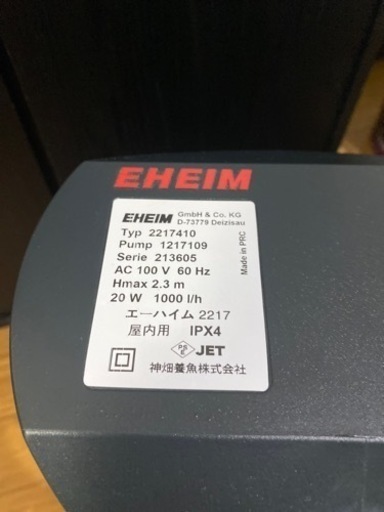 EHEIM
EHEIM GmbH & Co. KG
D-73779 Deizisau
Typ 2217410
Pump 1217109
Serie 213605
AC 100 V 60 Hz
Hmax 2.3 m
20 W 1000 l/h
エーハイム 2217
屋内用 IPX4
PS E JET
神畑養魚株式会社
Made in PRC